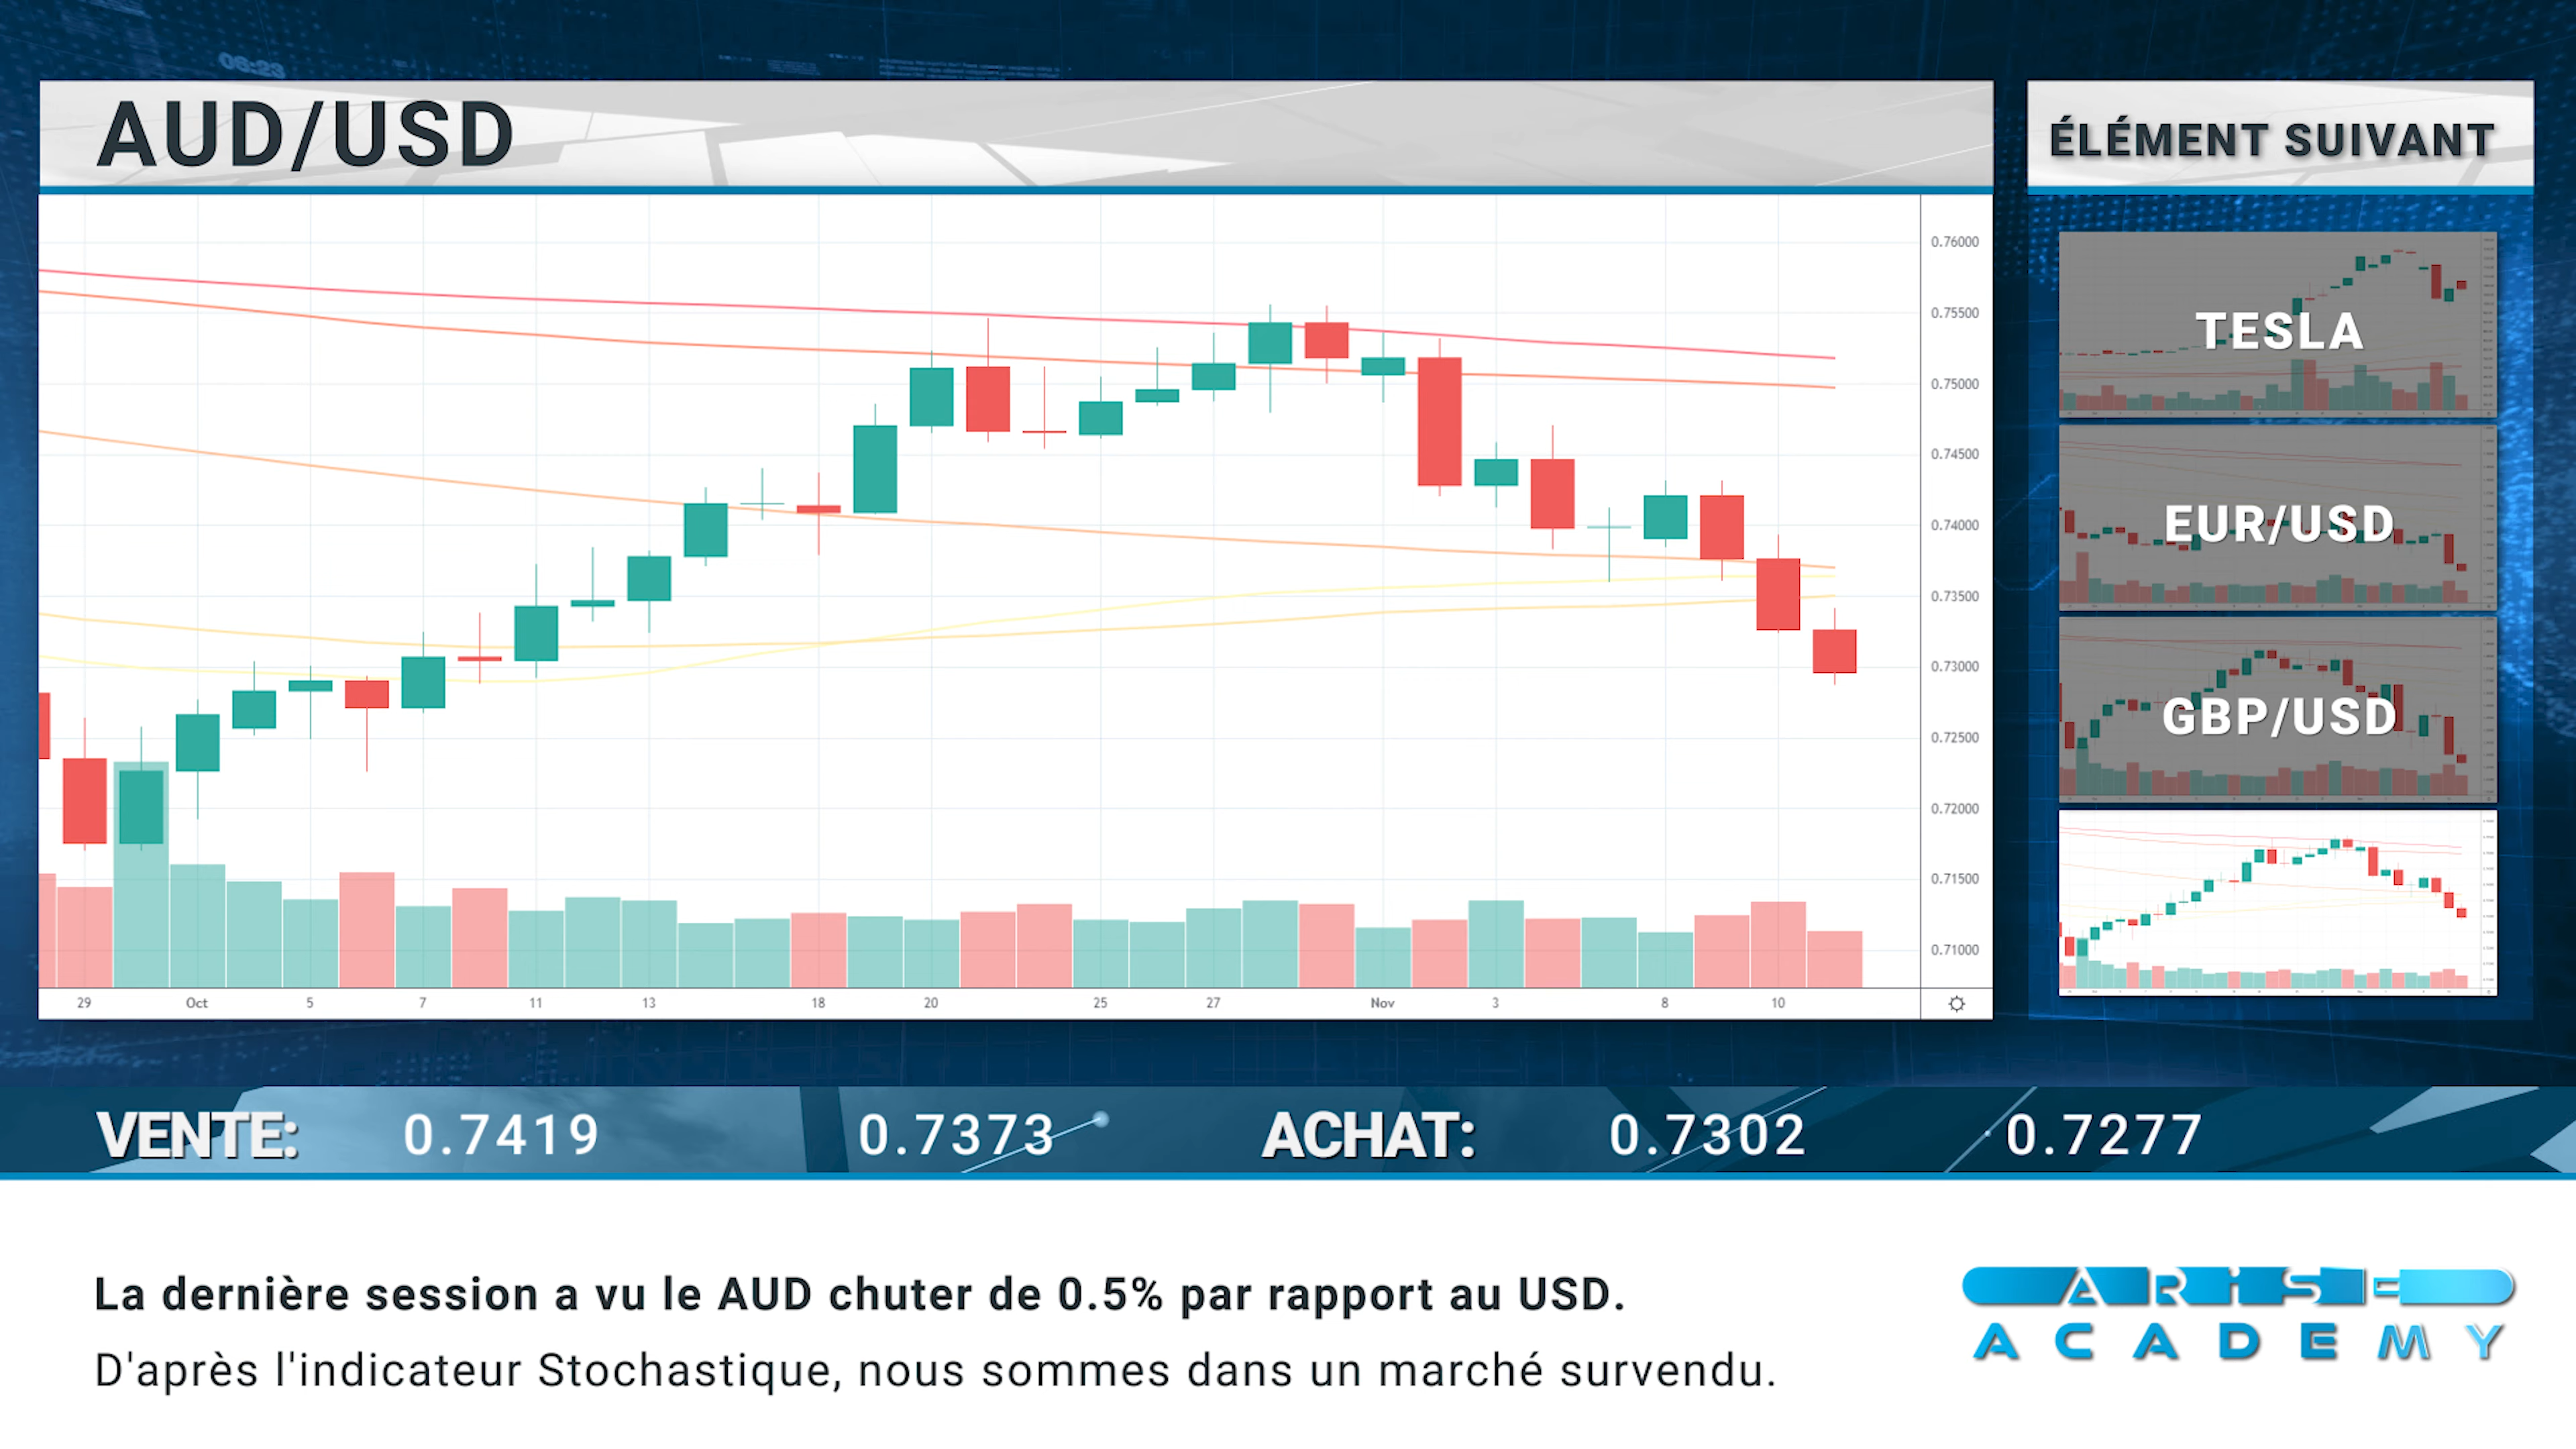 06:23
AUD/USD
ÉLÉMENT SUIVANT
0.76000
0.75500
0.75000
0.74500
0.74000
0.73500
0.73000
0.72500
0.72000
0.71500
0.71000
29 Oct 5 7 11 13 18 20 25 27 Nov 3 8 10
TESLA
EUR/USD
GBP/USD
VENTE: 0.7419 0.7373 ACHAT: 0.7302 0.7277
La dernière session a vu le AUD chuter de 0.5% par rapport au USD.
D'après l'indicateur Stochastique, nous sommes dans un marché survendu.
ARISE
ACADEMY